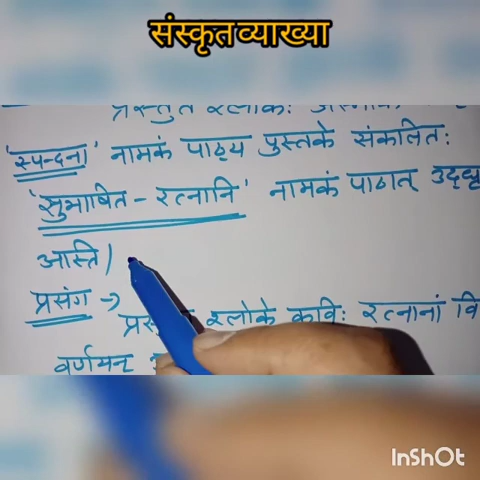 संस्कृत व्याख्या
प्रस्तुत श्लोकः
'स्पन्दना' नामकं पाठ्य पुस्तके संकलितः
'सुभाषित - रत्नानि' नामकं पाठात्
अस्ति।
प्रसंग →
श्लोके कविः रत्नानां
वर्णयन्
InShOt